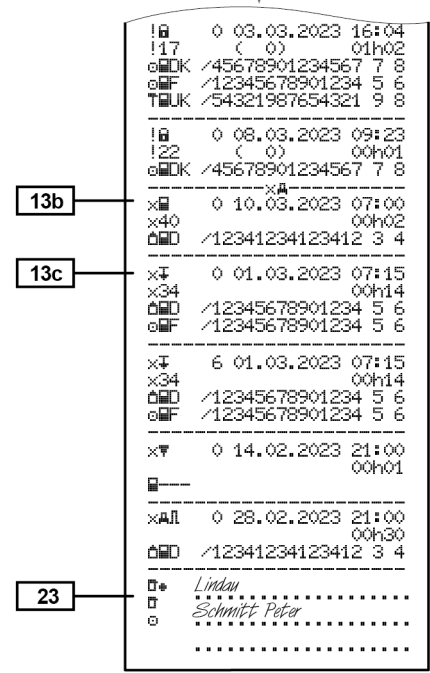 ! 0 03.03.2023 16:04
!17 ( 0) 01h02
DK /45678901234567 7 8
F /12345678901234 5 6
UK /54321987654321 9 8
! 0 08.03.2023 09:23
!22 ( 0) 00h01
DK /45678901234567 7 8
×
13b
× 0 10.03.2023 07:00
×40 00h02
D /12341234123412 3 4
13c
× 0 01.03.2023 07:15
×34 00h14
D /12345678901234 5 6
F /12345678901234 5 6
× 6 01.03.2023 07:15
×34 00h14
D /12345678901234 5 6
F /12345678901234 5 6
× 0 14.02.2023 21:00
00h01
---
× 0 28.02.2023 21:00
00h30
D /12341234123412 3 4
23
Lindau
Schmitt Peter